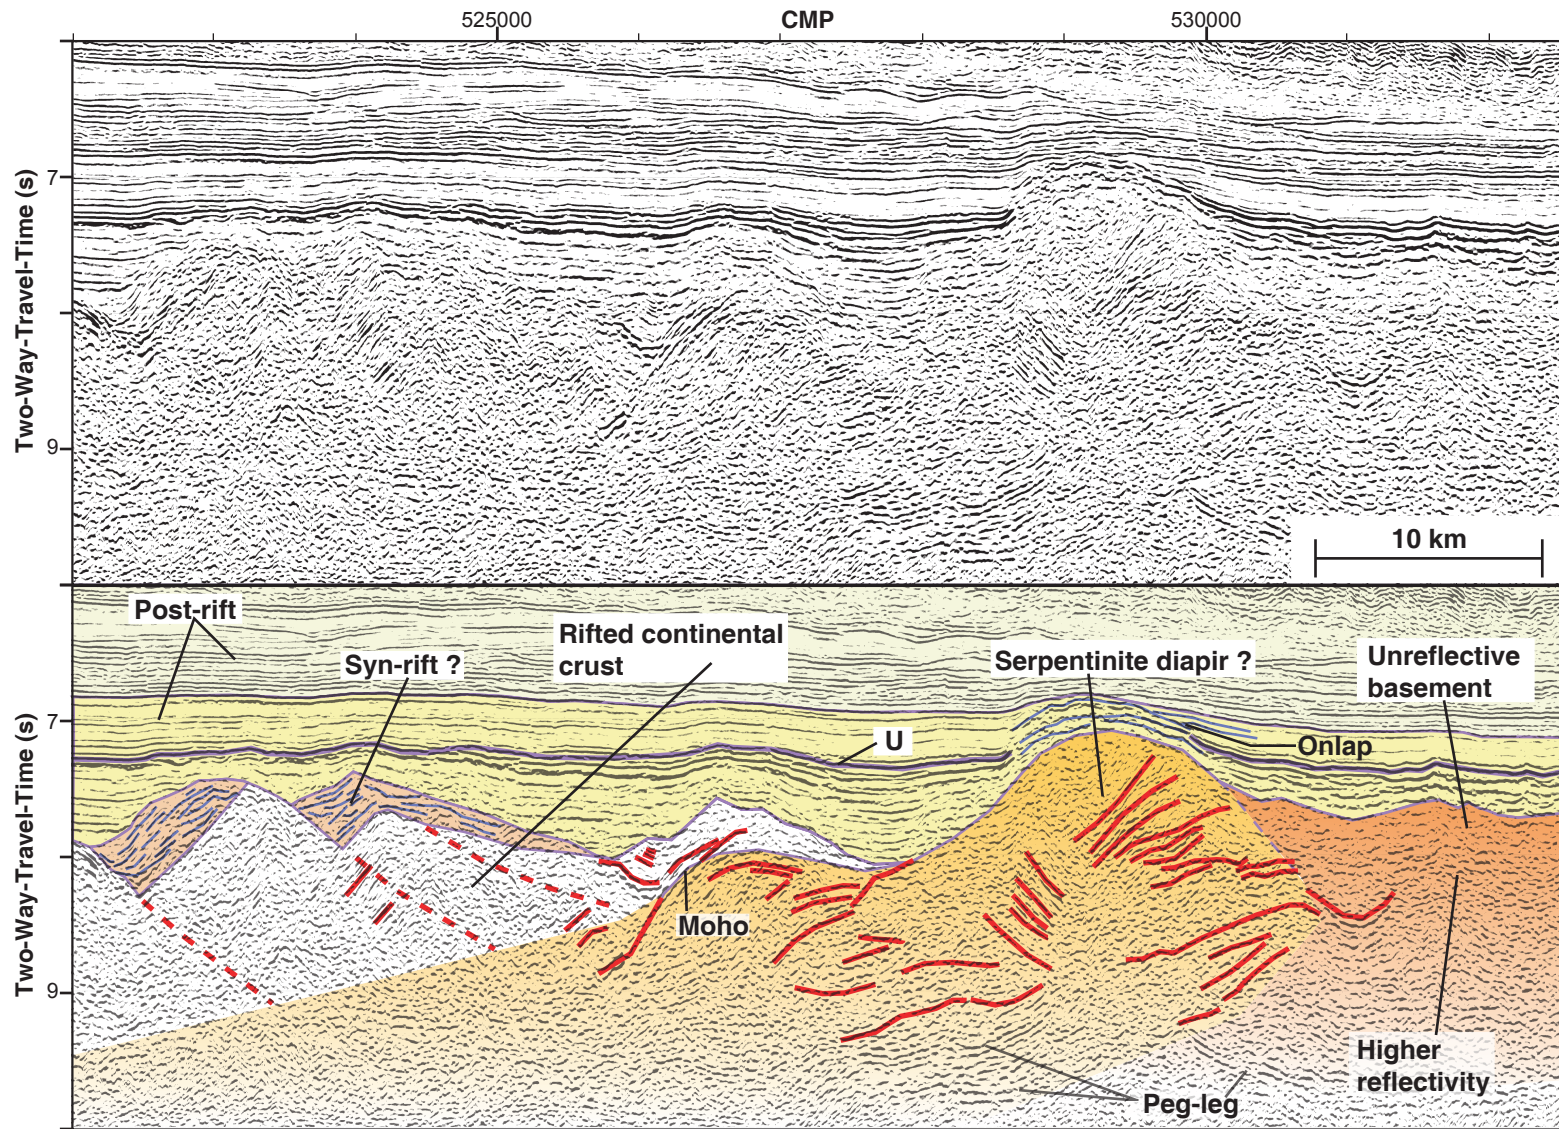 525000 CMP 530000
Two-Way-Travel-Time (s)
7
9
10 km
Two-Way-Travel-Time (s)
7
9
Post-rift
Syn-rift ?
Rifted continental
crust
Serpentinite diapir ?
Unreflective
basement
U
Onlap
Moho
Higher
reflectivity
Peg-leg